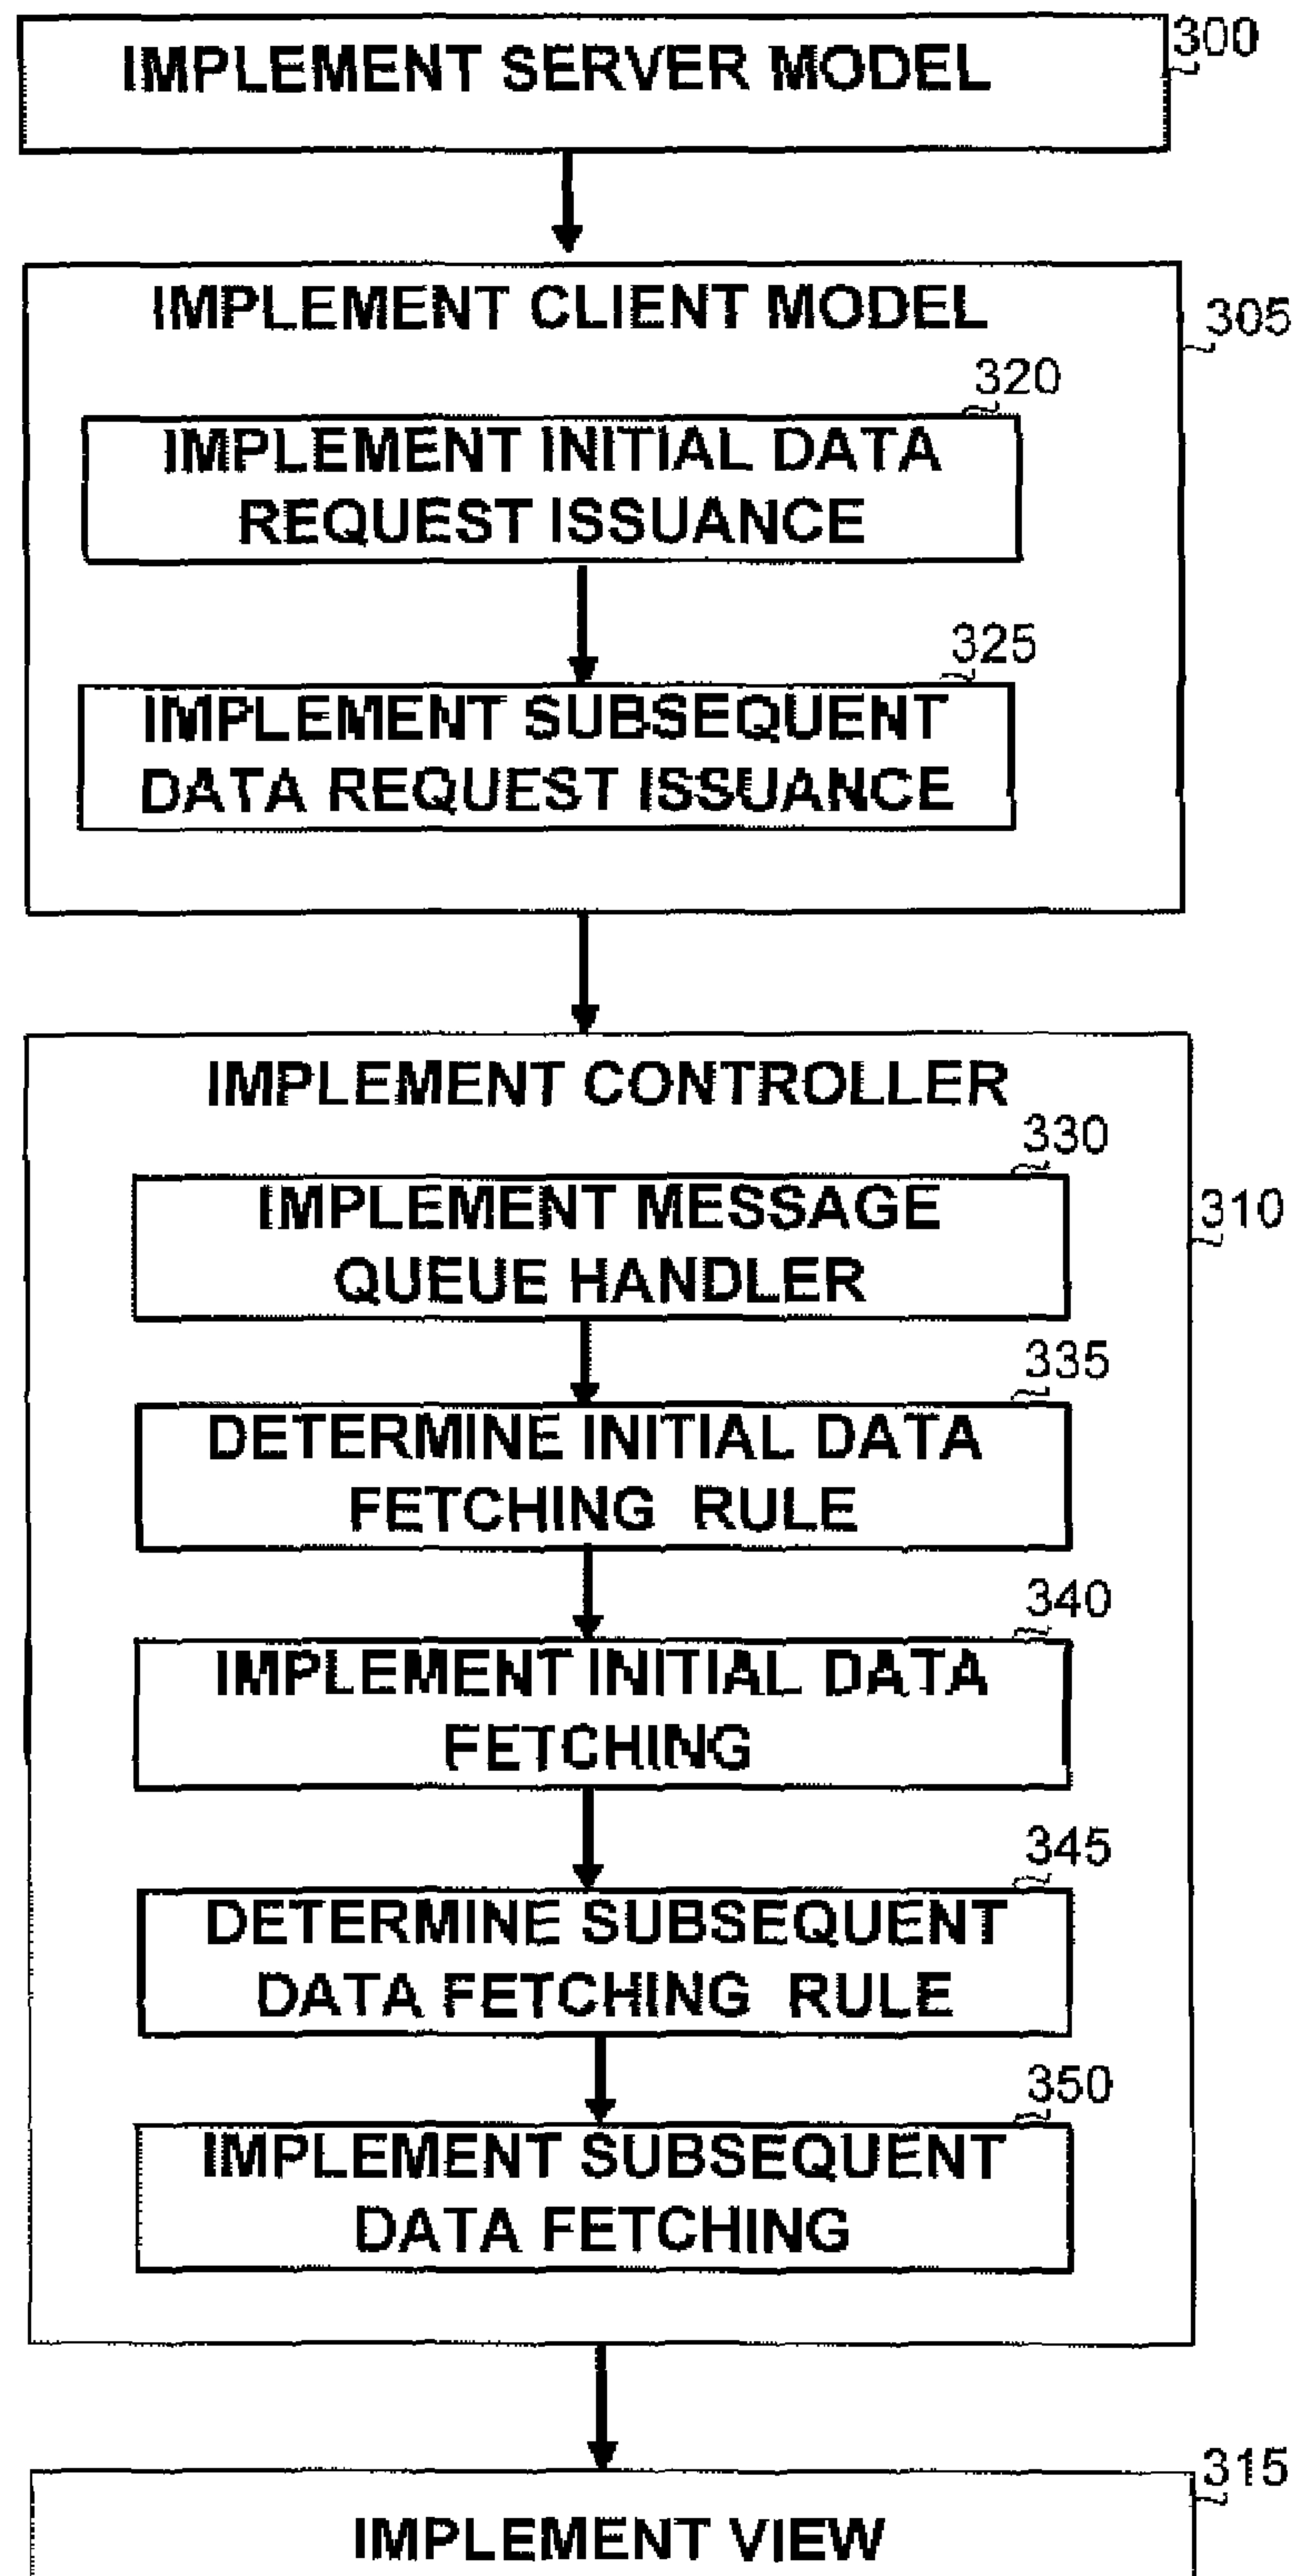 IMPLEMENT SERVER MODEL
300
IMPLEMENT CLIENT MODEL
305
320
IMPLEMENT INITIAL DATA
REQUEST ISSUANCE
325
IMPLEMENT SUBSEQUENT
DATA REQUEST ISSUANCE
IMPLEMENT CONTROLLER
330
310
IMPLEMENT MESSAGE
QUEUE HANDLER
335
DETERMINE INITIAL DATA
FETCHING RULE
340
IMPLEMENT INITIAL DATA
FETCHING
345
DETERMINE SUBSEQUENT
DATA FETCHING RULE
350
IMPLEMENT SUBSEQUENT
DATA FETCHING
315
IMPLEMENT VIEW